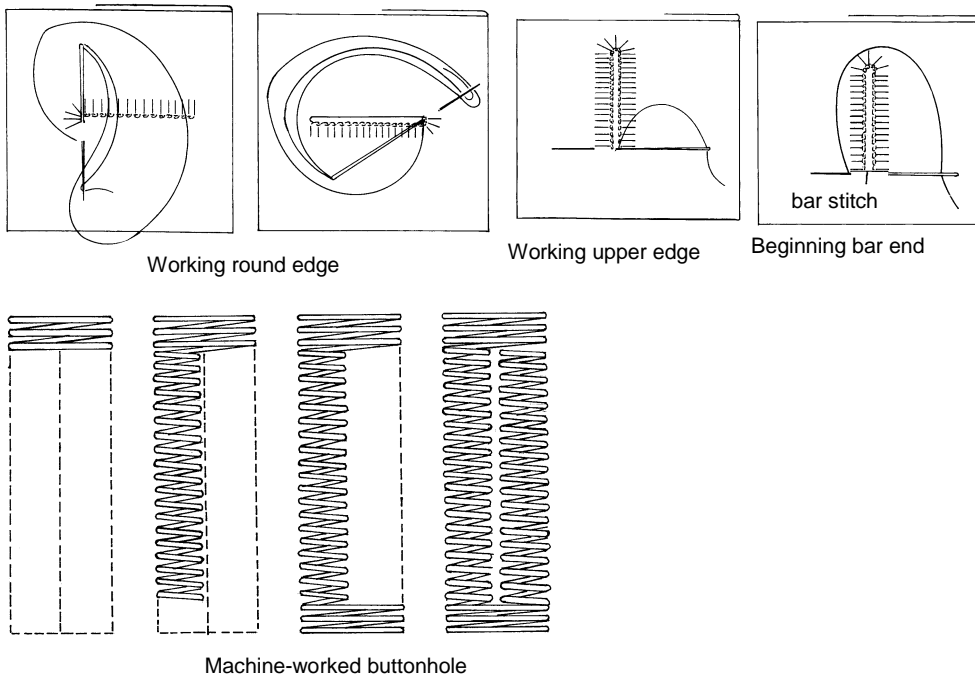 bar stitch
Working round edge
Working upper edge
Beginning bar end
Machine-worked buttonhole